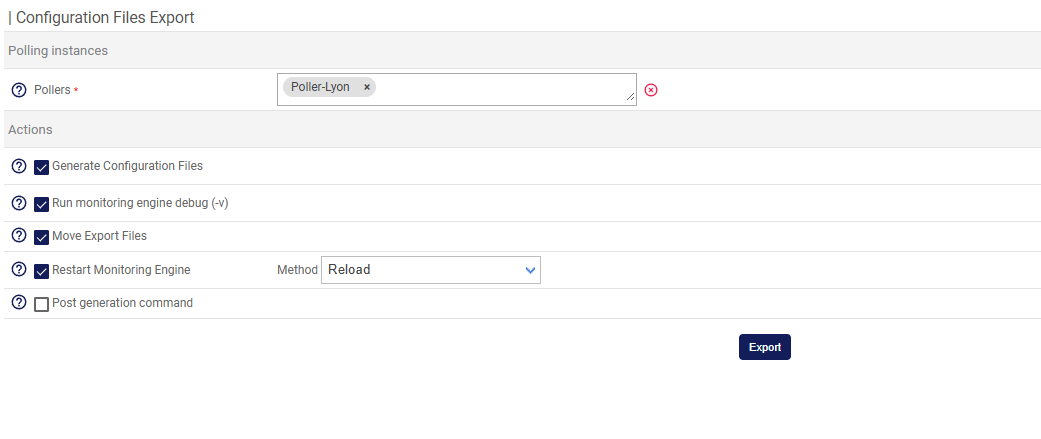 Configuration Files Export
Polling instances
Pollers * Poller-Lyon ×
Actions
Generate Configuration Files
Run monitoring engine debug (-v)
Move Export Files
Restart Monitoring Engine Method Reload
Post generation command
Export